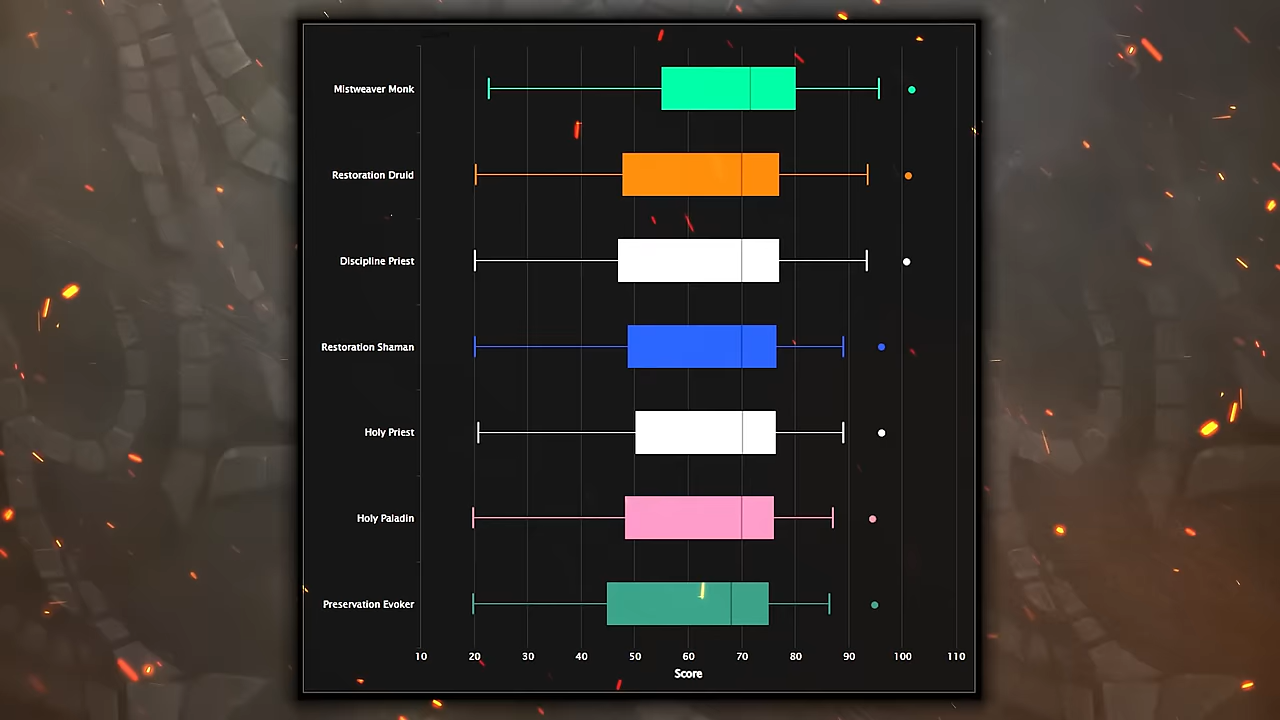 Mistweaver Monk
Restoration Druid
Discipline Priest
Restoration Shaman
Holy Priest
Holy Paladin
Preservation Evoker
10 20 30 40 50 60 70 80 90 100 110
Score